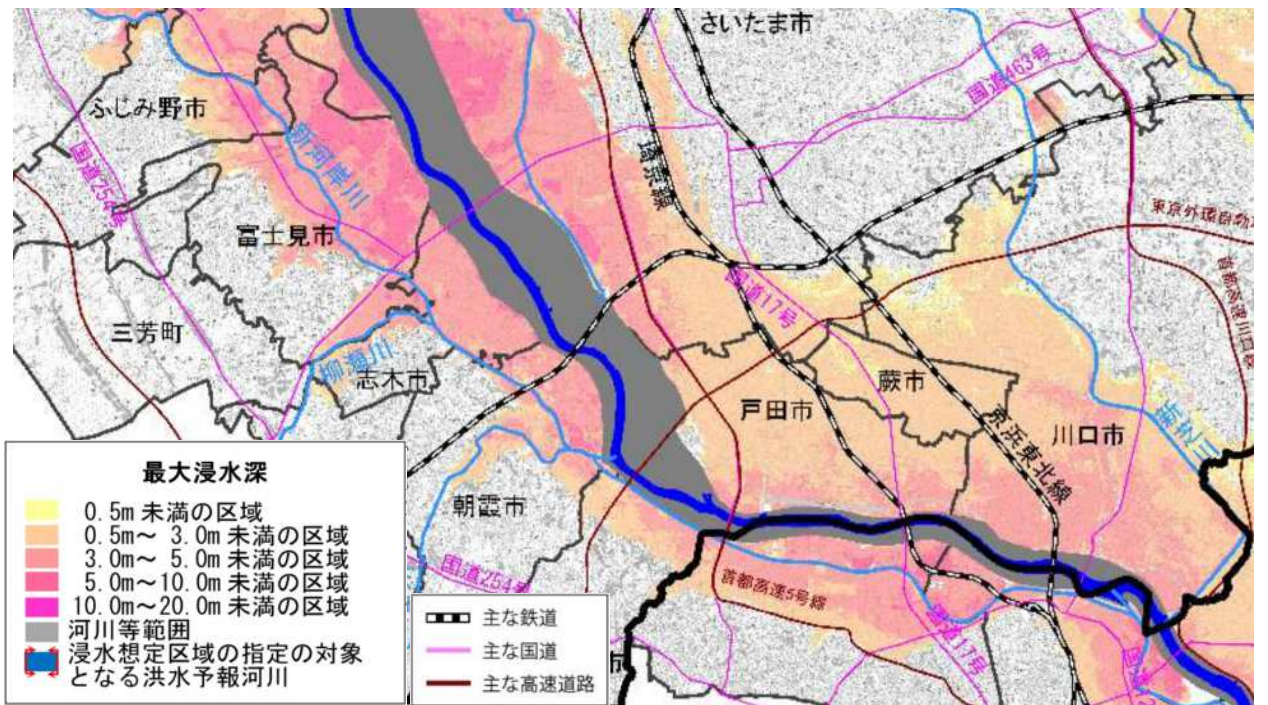 さいたま市
国道463号
ふじみ野市
新河岸川
国道254号
埼京線
東京外環自動
富士見市
国道17号
首都高速川口線
三芳町
柳瀬川
志木市
蕨市
戸田市
京浜東北線
川口市
朝霞市
国道254号
首都高速5号線
国道17号
市
最大浸水深
0.5m 未満の区域
0.5m～ 3.0m 未満の区域
3.0m～ 5.0m 未満の区域
5.0m～10.0m 未満の区域
10.0m～20.0m 未満の区域
河川等範囲
浸水想定区域の指定の対象
となる洪水予報河川
主な鉄道
主な国道
主な高速道路